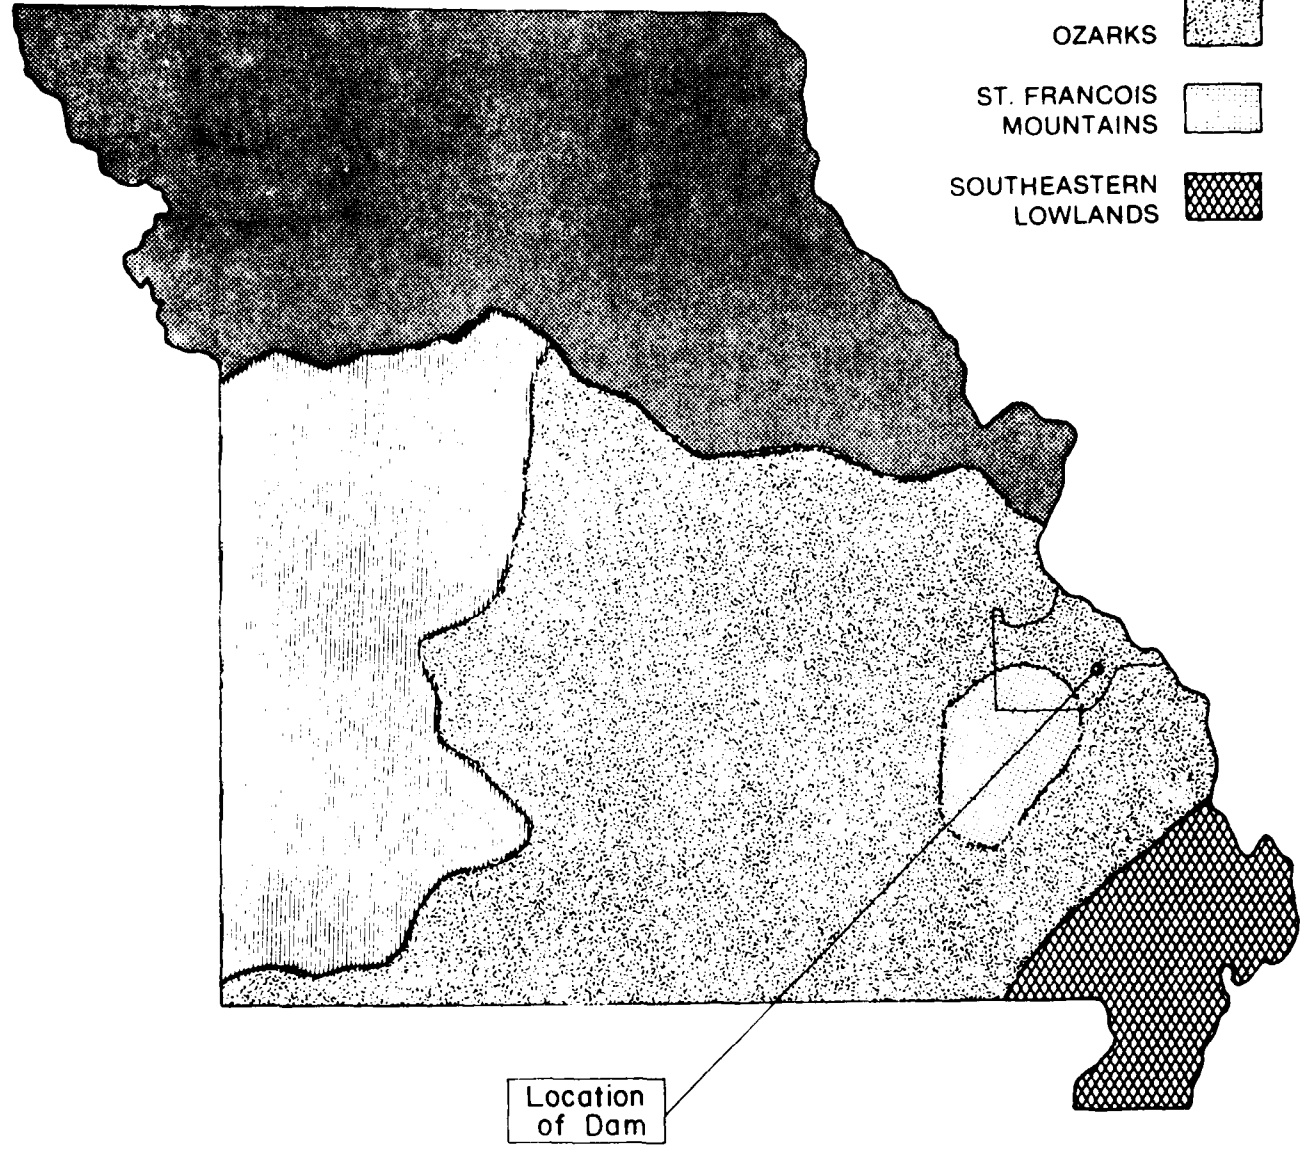 OZARKS
ST. FRANCOIS
MOUNTAINS
SOUTHEASTERN
LOWLANDS
Location
of Dam